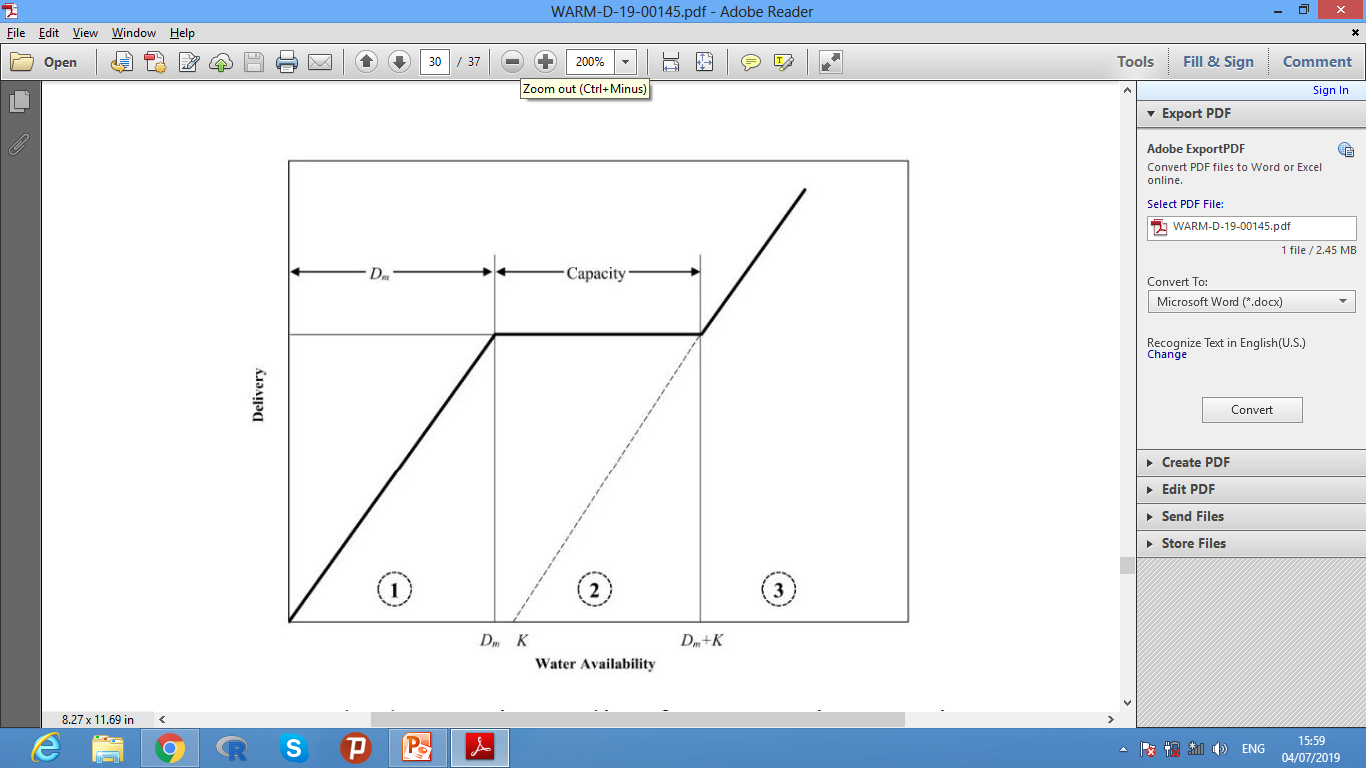 WARM-D-19-00145.pdf - Adobe Reader
File Edit View Window Help
Open 30 / 37 200% Tools Fill & Sign Comment
Zoom out (Ctrl+Minus)
Sign In
Export PDF
Adobe ExportPDF
Convert PDF files to Word or Excel
online.
Select PDF File:
WARM-D-19-00145.pdf
1 file / 2.45 MB
Convert To:
Microsoft Word (*.docx)
Recognize Text in English(U.S.)
Change
Convert
Create PDF
Edit PDF
Send Files
Store Files
Dm Capacity
Delivery
1 2 3
Dm K Dm+K
Water Availability
8.27 x 11.69 in
ENG
15:59
04/07/2019